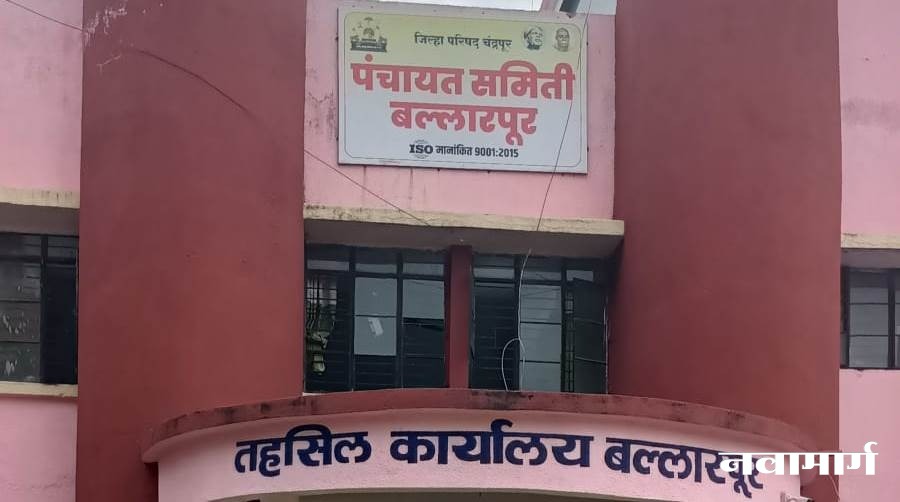 जिल्हा परिषद चंद्रपूर
पंचायत समिती
बल्लारपूर
ISO मानांकित 9001:2015
तहसिल कार्यालय बल्लारपूर
नवामार्ग